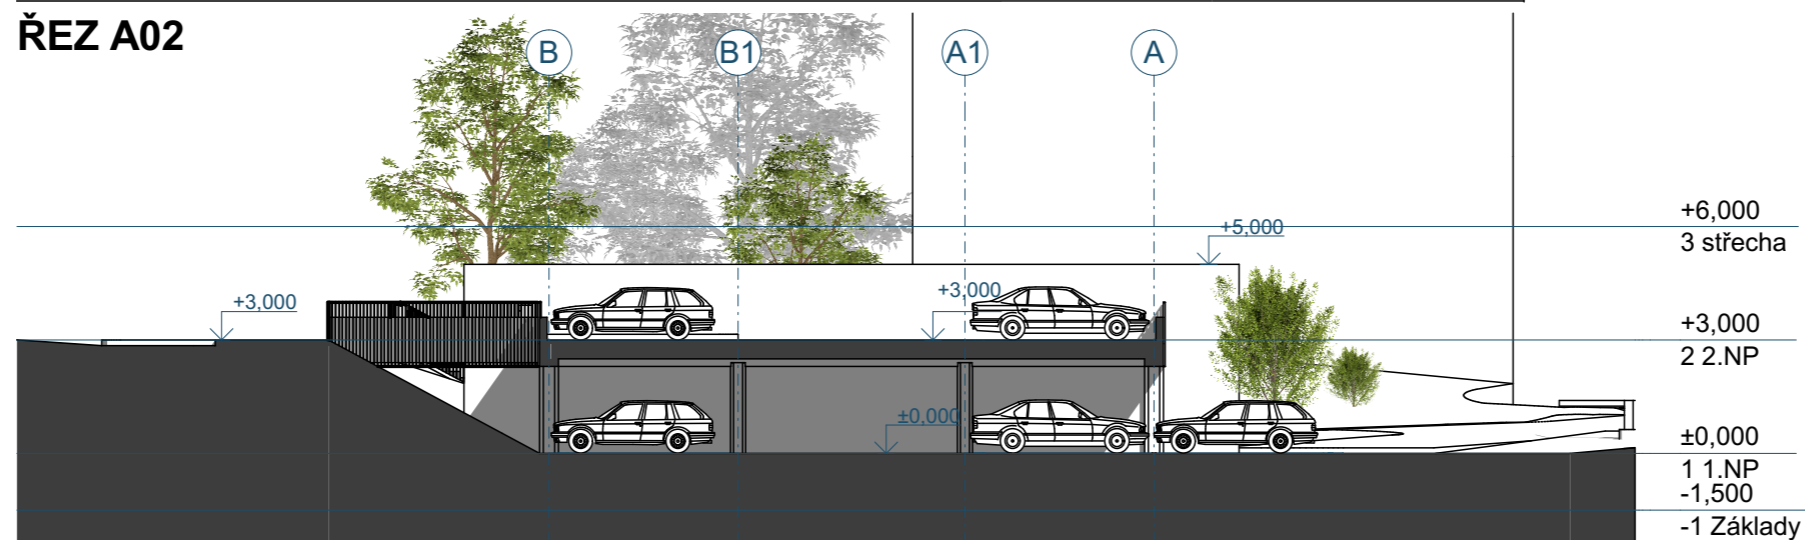 ŘEZ A02
B
B1
A1
A
+6,000
3 střecha
+5,000
+3,000
+3,000
+3,000
2 2.NP
±0,000
±0,000
1 1.NP
-1,500
-1 Základy